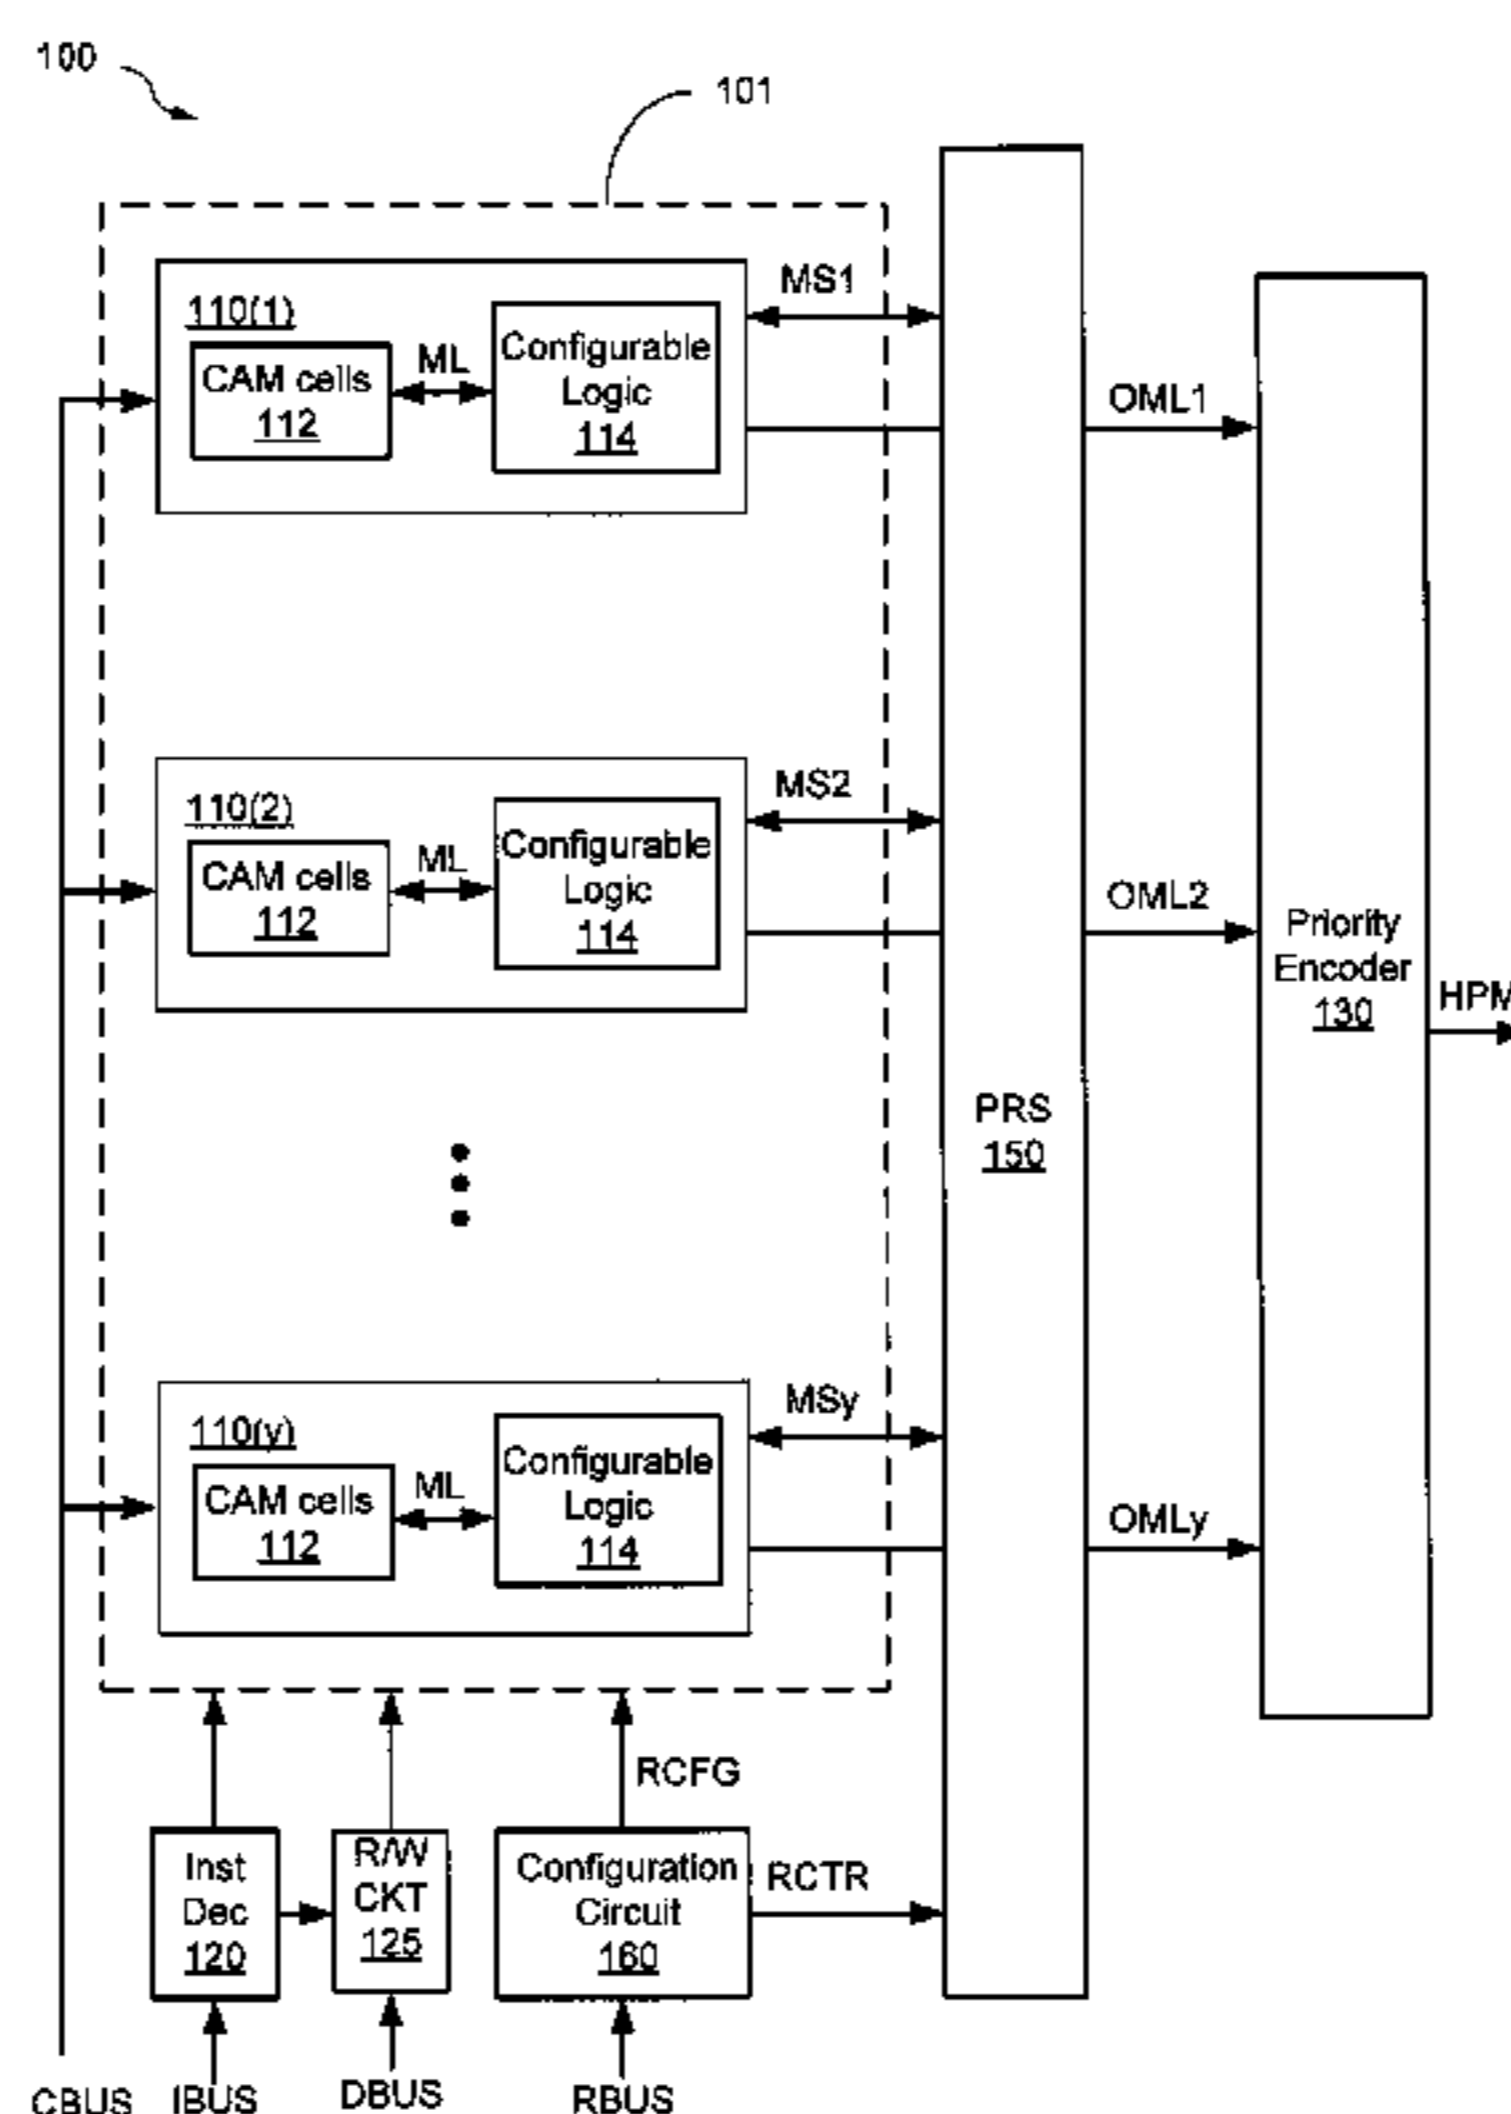 100
101
110(1)
CAM cells
112
ML
Configurable
Logic
114
MS1
OML1
110(2)
CAM cells
112
ML
Configurable
Logic
114
MS2
OML2
Priority
Encoder
130
HPM
PRS
150
110(y)
CAM cells
112
ML
Configurable
Logic
114
MSy
OMLy
RCFG
Inst
Dec
120
R/W
CKT
125
Configuration
Circuit
160
RCTR
CBUS
IBUS
DBUS
RBUS